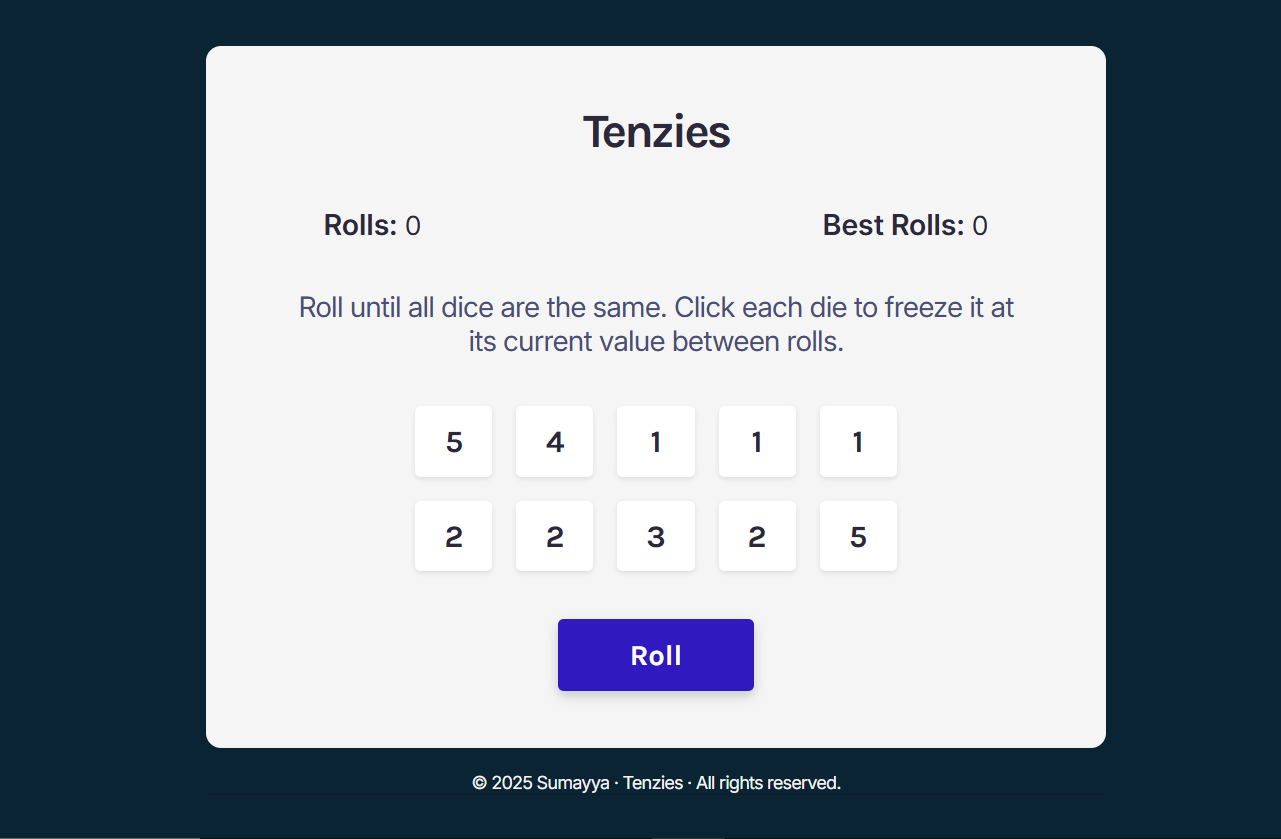 Tenzies
Rolls: 0 Best Rolls: 0
Roll until all dice are the same. Click each die to freeze it at
its current value between rolls.
5 4 1 1 1
2 2 3 2 5
Roll
© 2025 Sumayya · Tenzies · All rights reserved.